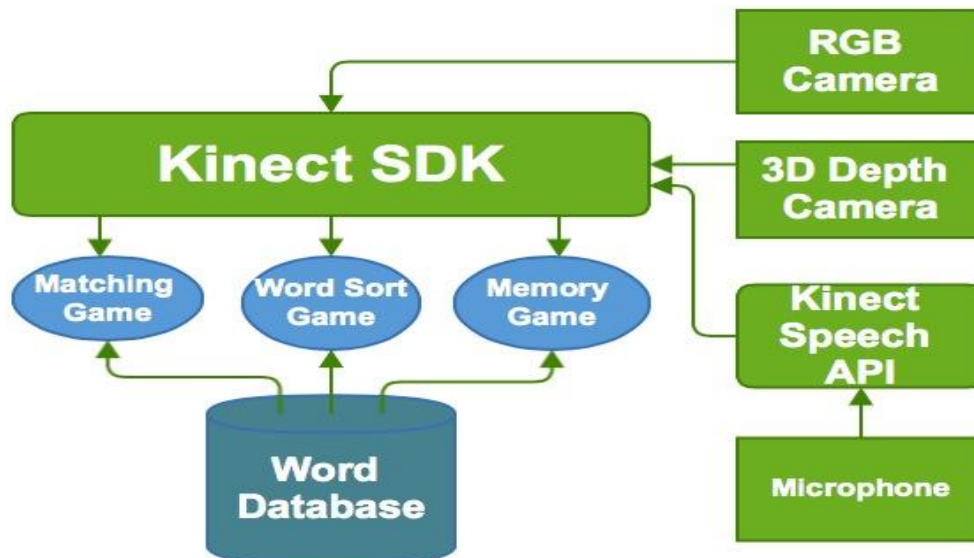 RGB
Camera
Kinect SDK
3D Depth
Camera
Matching
Game
Word Sort
Game
Memory
Game
Kinect
Speech
API
Word
Database
Microphone